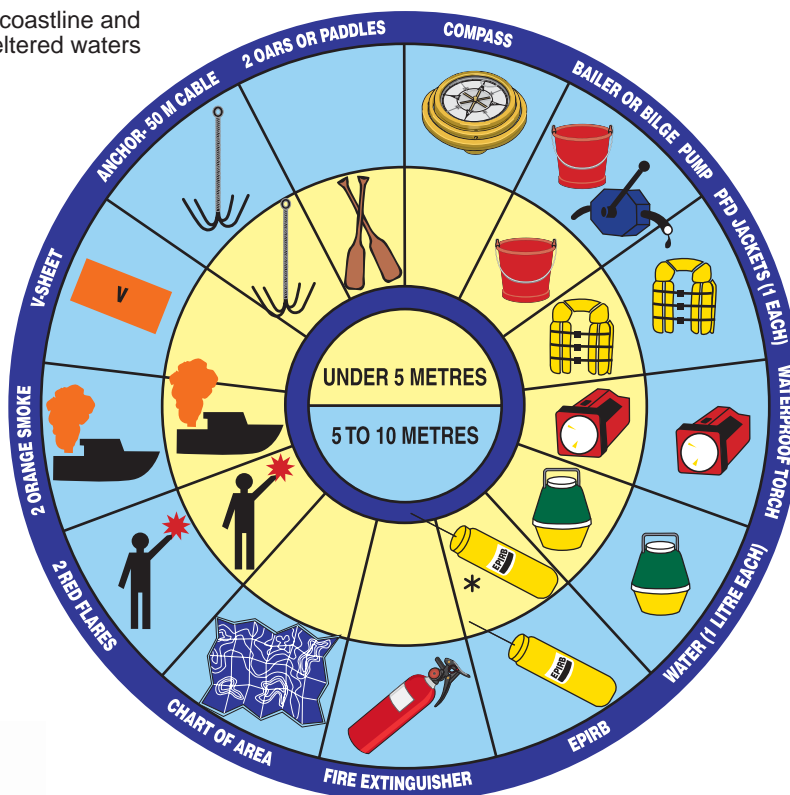 coastline and
eltered waters
2 OARS OR PADDLES
COMPASS
BAILER OR BILGE PUMP
PFD JACKETS (1 EACH)
WATERPROOF TORCH
WATER (1 LITRE EACH)
EPIRB
FIRE EXTINGUISHER
CHART OF AREA
2 RED FLARES
2 ORANGE SMOKE
V-SHEET
ANCHOR- 50 M CABLE
V
UNDER 5 METRES
5 TO 10 METRES
EPIRB
*
EPIRB